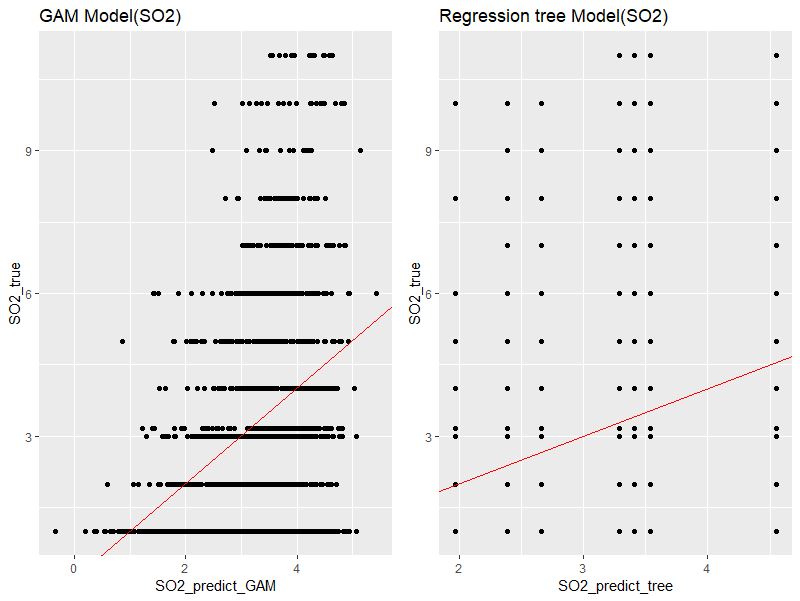 GAM Model(SO2)
SO2_true
9
6
3
0
2
4
SO2_predict_GAM
Regression tree Model(SO2)
SO2_true
9
6
3
2
3
4
SO2_predict_tree